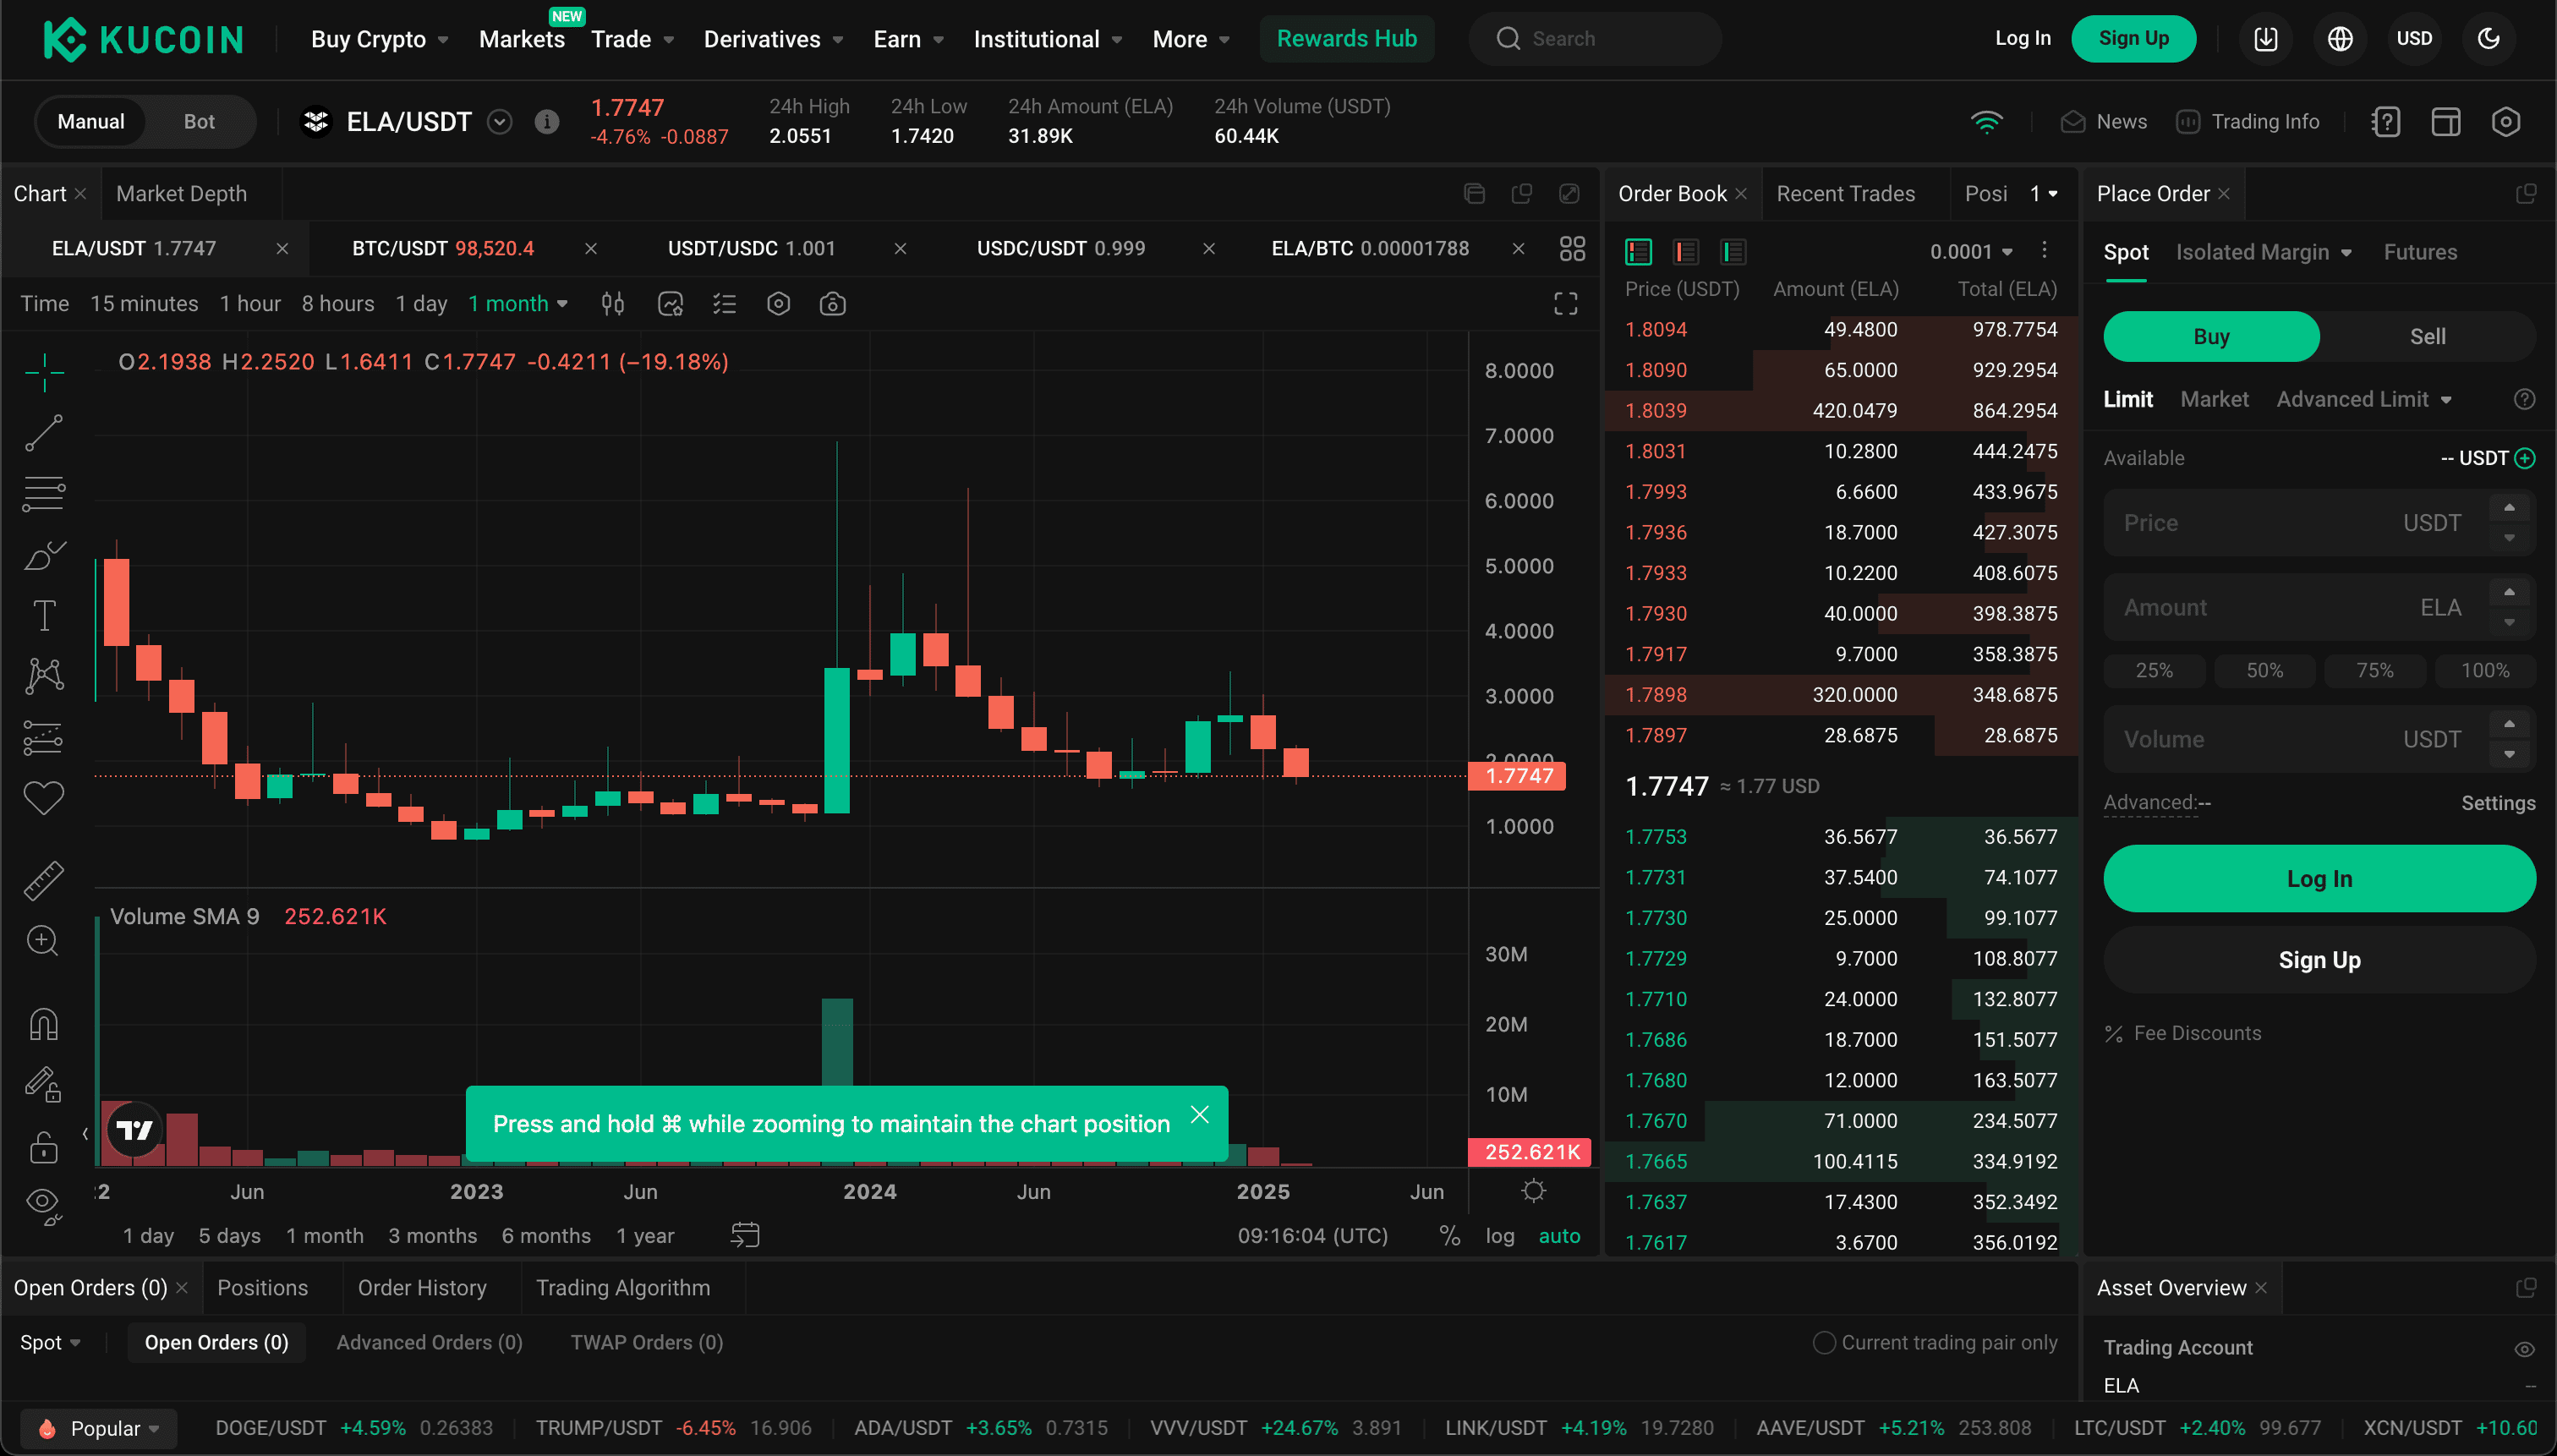 KUCOIN Buy Crypto Markets NEW Trade Derivatives Earn Institutional More Rewards Hub Search Log In Sign Up USD
Manual Bot ELA/USDT 1.7747 -4.76% -0.0887
24h High 2.0551
24h Low 1.7420
24h Amount (ELA) 31.89K
24h Volume (USDT) 60.44K
News Trading Info
Chart Market Depth
ELA/USDT 1.7747 BTC/USDT 98,520.4 USDT/USDC 1.001 USDC/USDT 0.999 ELA/BTC 0.00001788
Time 15 minutes 1 hour 8 hours 1 day 1 month
O2.1938 H2.2520 L1.6411 C1.7747 -0.4211 (−19.18%)
8.0000
7.0000
6.0000
5.0000
4.0000
3.0000
2.0000
1.7747
1.0000
Volume SMA 9 252.621K
30M
20M
10M
252.621K
Press and hold ⌘ while zooming to maintain the chart position
Jun 2023 Jun 2024 Jun 2025 Jun
1 day 5 days 1 month 3 months 6 months 1 year 09:16:04 (UTC) % log auto
Order Book Recent Trades Posi 1
0.0001
Price (USDT) Amount (ELA) Total (ELA)
1.8094 49.4800 978.7754
1.8090 65.0000 929.2954
1.8039 420.0479 864.2954
1.8031 10.2800 444.2475
1.7993 6.6600 433.9675
1.7936 18.7000 427.3075
1.7933 10.2200 408.6075
1.7930 40.0000 398.3875
1.7917 9.7000 358.3875
1.7898 320.0000 348.6875
1.7897 28.6875 28.6875
1.7747 ≈ 1.77 USD
1.7753 36.5677 36.5677
1.7731 37.5400 74.1077
1.7730 25.0000 99.1077
1.7729 9.7000 108.8077
1.7710 24.0000 132.8077
1.7686 18.7000 151.5077
1.7680 12.0000 163.5077
1.7670 71.0000 234.5077
1.7665 100.4115 334.9192
1.7637 17.4300 352.3492
1.7617 3.6700 356.0192
Place Order
Spot Isolated Margin Futures
Buy Sell
Limit Market Advanced Limit
Available -- USDT
Price USDT
Amount ELA
25% 50% 75% 100%
Volume USDT
Advanced:-- Settings
Log In
Sign Up
Fee Discounts
Open Orders (0) Positions Order History Trading Algorithm
Spot Open Orders (0) Advanced Orders (0) TWAP Orders (0) Current trading pair only
Asset Overview
Trading Account
ELA --
Popular DOGE/USDT +4.59% 0.26383 TRUMP/USDT -6.45% 16.906 ADA/USDT +3.65% 0.7315 VVV/USDT +24.67% 3.891 LINK/USDT +4.19% 19.7280 AAVE/USDT +5.21% 253.808 LTC/USDT +2.40% 99.677 XCN/USDT +10.60